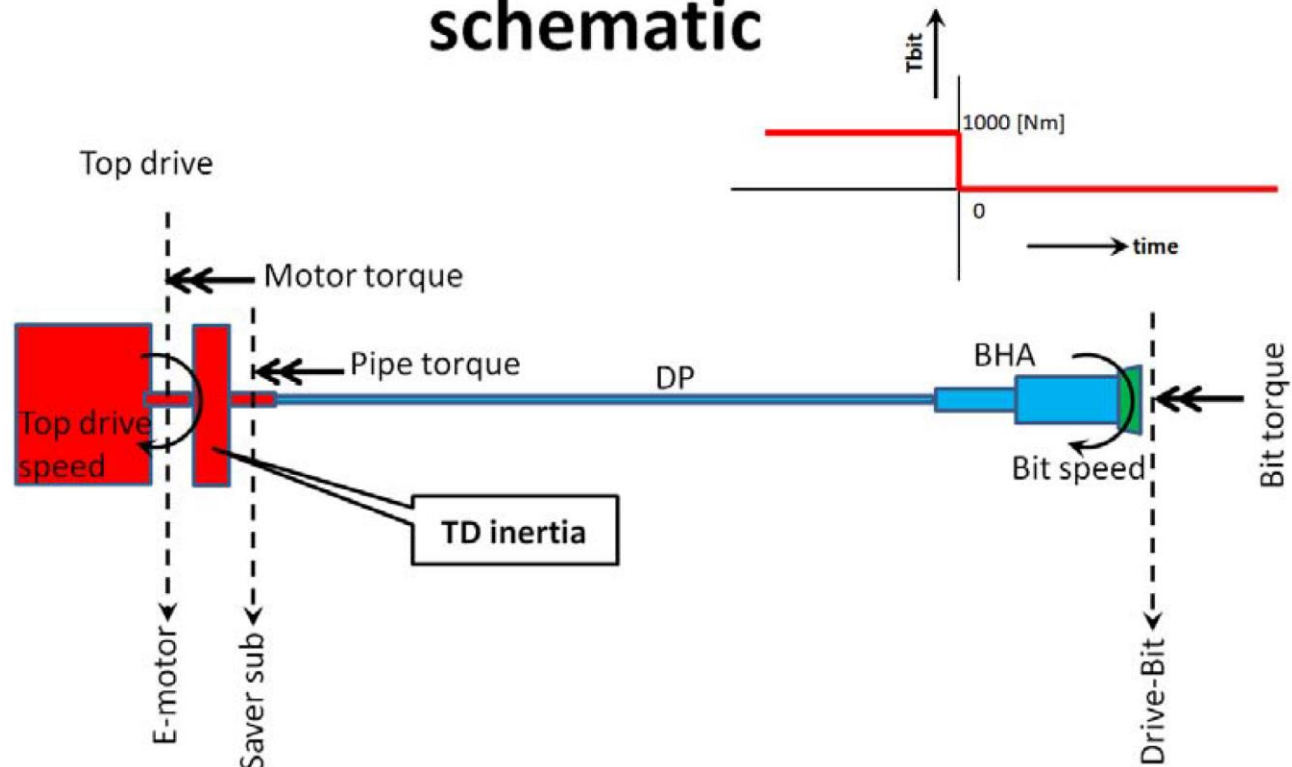 schematic
Tbit
1000 [Nm]
0
time
Top drive
Motor torque
Pipe torque
DP
BHA
Top drive
speed
Bit speed
Bit torque
TD inertia
E-motor
Saver sub
Drive-Bit